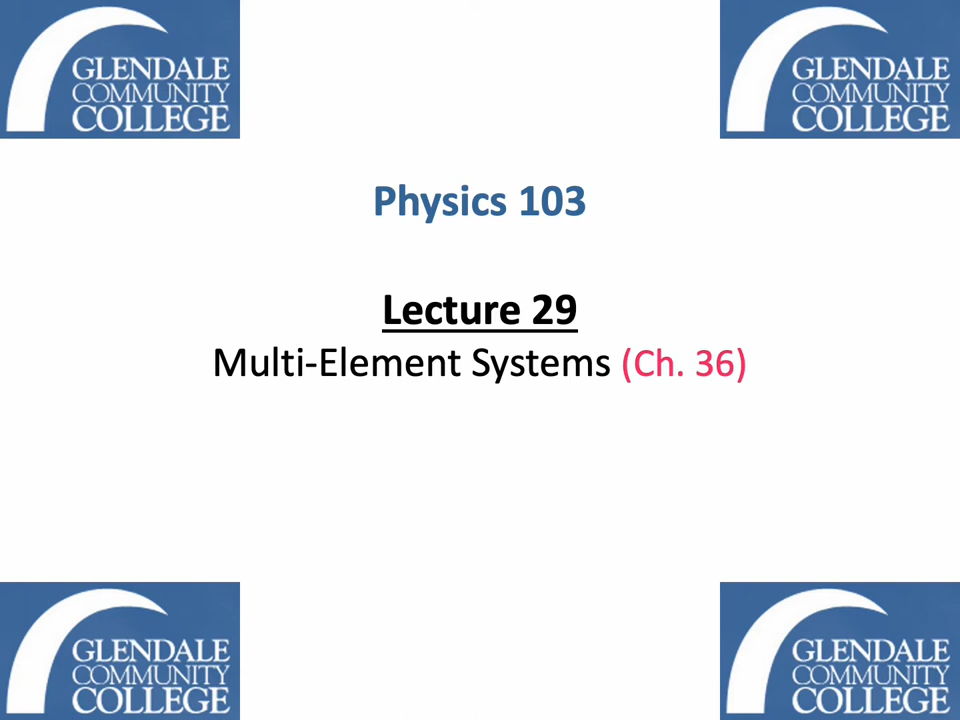 GLENDALE
COMMUNITY
COLLEGE
GLENDALE
COMMUNITY
COLLEGE
Physics 103
Lecture 29
Multi-Element Systems (Ch. 36)
GLENDALE
COMMUNITY
COLLEGE
GLENDALE
COMMUNITY
COLLEGE